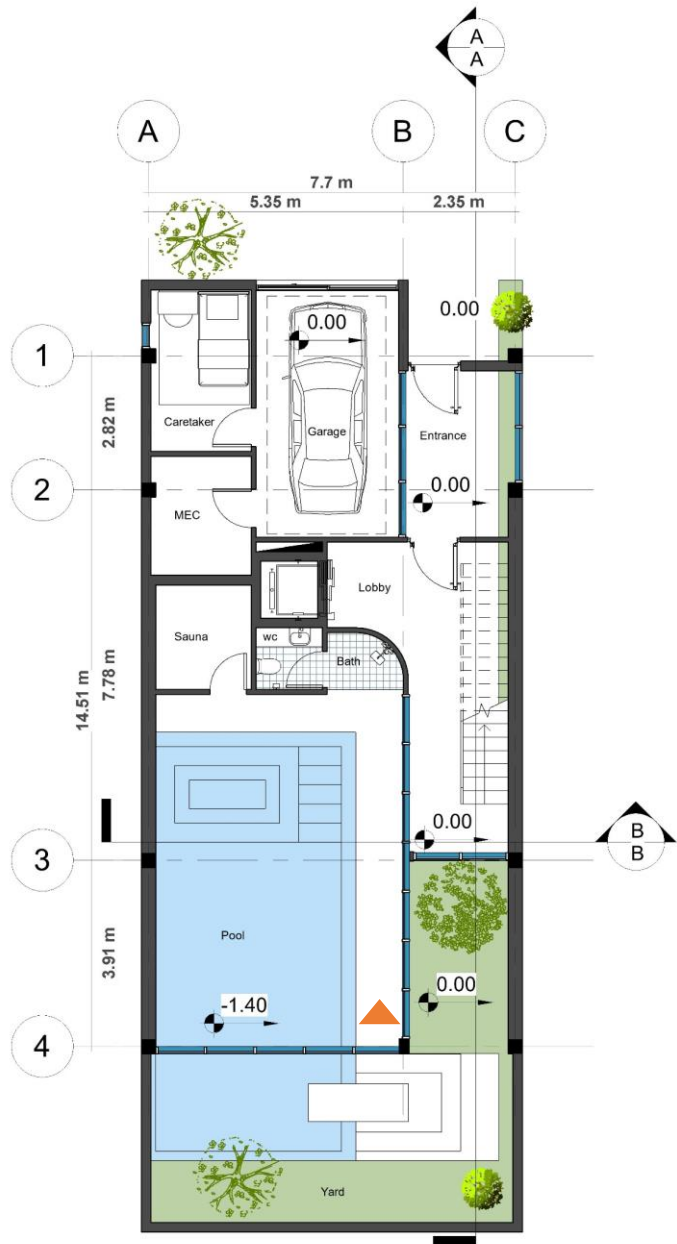 A
A
A
B
C
7.7 m
5.35 m
2.35 m
0.00
0.00
1
Caretaker
Garage
Entrance
2.82 m
2
0.00
MEC
Lobby
Sauna
wc
Bath
14.51 m
7.78 m
0.00
B
B
3
Pool
3.91 m
-1.40
0.00
4
Yard